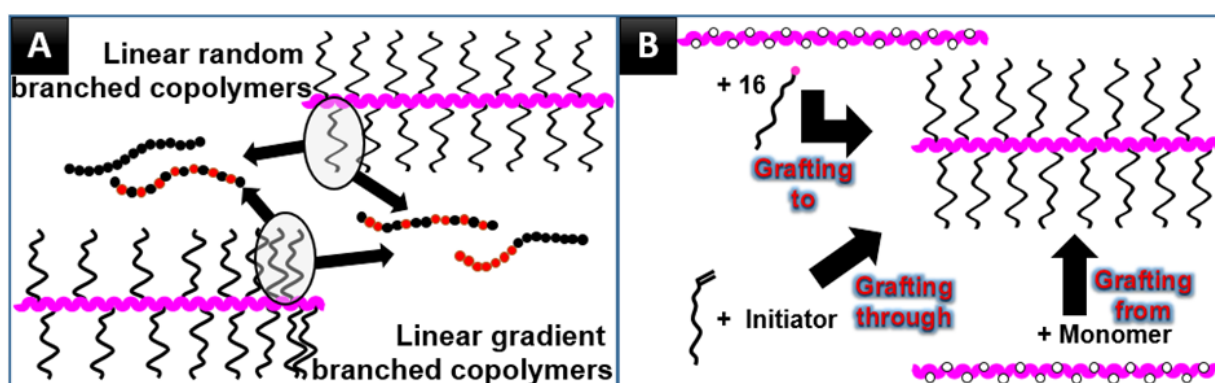 A
Linear random
branched copolymers
Linear gradient
branched copolymers
B
+ 16
Grafting
to
+ Initiator
Grafting
through
Grafting
from
+ Monomer